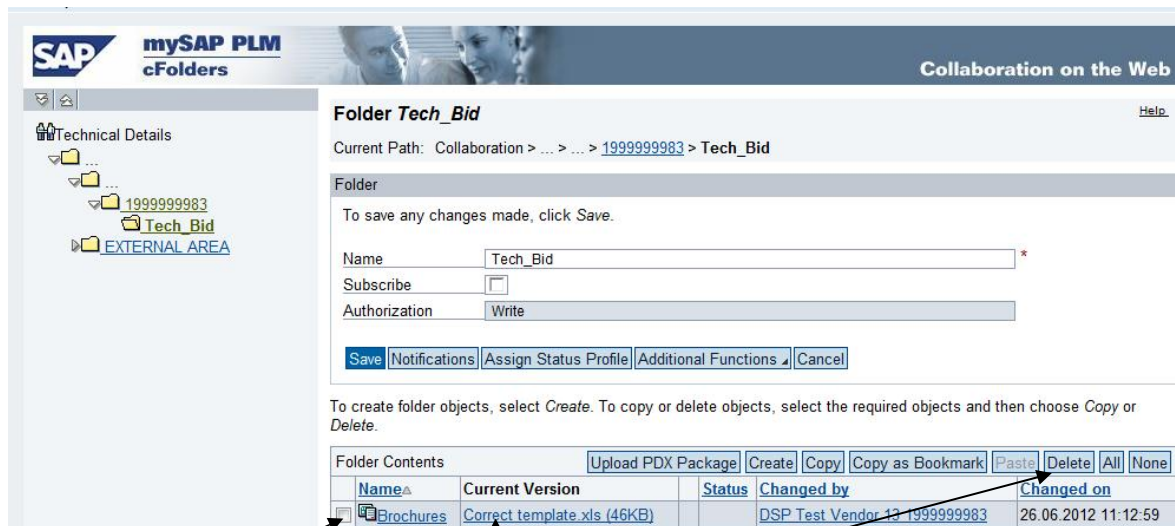 SAP
mySAP PLM
cFolders
Collaboration on the Web
Technical Details
...
...
1999999983
Tech_Bid
EXTERNAL AREA
Folder Tech_Bid
Help
Current Path: Collaboration > ... > ... > 1999999983 > Tech_Bid
Folder
To save any changes made, click Save.
Name Tech_Bid *
Subscribe
Authorization Write
Save Notifications Assign Status Profile Additional Functions Cancel
To create folder objects, select Create. To copy or delete objects, select the required objects and then choose Copy or
Delete.
Folder Contents Upload PDX Package Create Copy Copy as Bookmark Paste Delete All None
Name Current Version Status Changed by Changed on
Brochures Correct template.xls (46KB) DSP Test Vendor 13 1999999983 26.06.2012 11:12:59